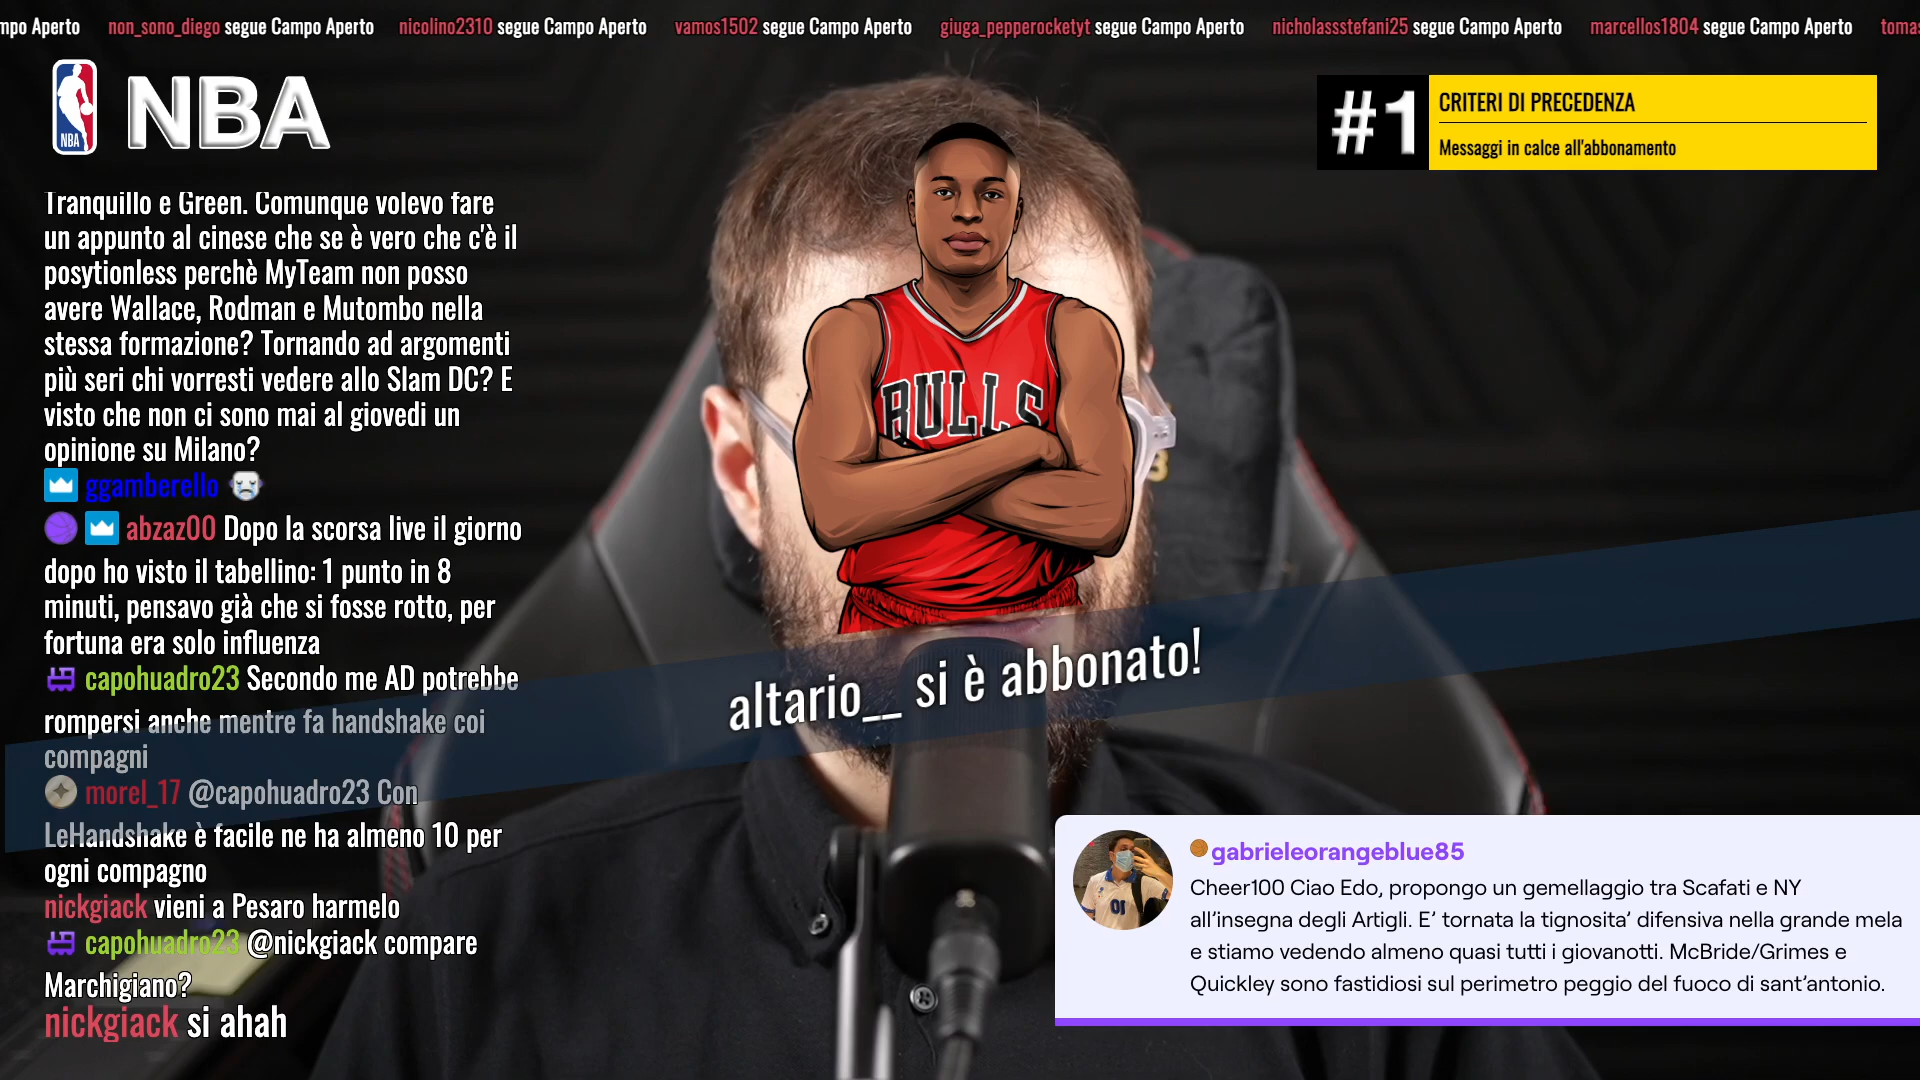 mpo Aperto non_sono_diego segue Campo Aperto nicolino2310 segue Campo Aperto vamos1502 segue Campo Aperto giuga_pepperocketyt segue Campo Aperto nicholassstefani25 segue Campo Aperto marcellos1804 segue Campo Aperto tomas
NBA NBA
#1 CRITERI DI PRECEDENZA
Messaggi in calce all'abbonamento
Tranquillo e Green. Comunque volevo fare
un appunto al cinese che se è vero che c'è il
posytionless perchè MyTeam non posso
avere Wallace, Rodman e Mutombo nella
stessa formazione? Tornando ad argomenti
più seri chi vorresti vedere allo Slam DC? E
visto che non ci sono mai al giovedi un
opinione su Milano?
ggamberello
abzaz00 Dopo la scorsa live il giorno
dopo ho visto il tabellino: 1 punto in 8
minuti, pensavo già che si fosse rotto, per
fortuna era solo influenza
capohuadro23 Secondo me AD potrebbe
rompersi anche mentre fa handshake coi
compagni
morel_17 @capohuadro23 Con
LeHandshake è facile ne ha almeno 10 per
ogni compagno
nickgiack vieni a Pesaro harmelo
capohuadro23 @nickgiack compare
Marchigiano?
nickgiack si ahah
BULLS
altario__ si è abbonato!
gabrieleorangeblue85
Cheer100 Ciao Edo, propongo un gemellaggio tra Scafati e NY
all’insegna degli Artigli. E’ tornata la tignosita’ difensiva nella grande mela
e stiamo vedendo almeno quasi tutti i giovanotti. McBride/Grimes e
Quickley sono fastidiosi sul perimetro peggio del fuoco di sant’antonio.